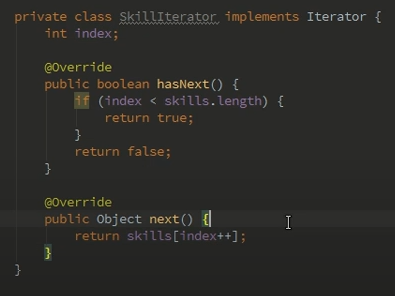 private class SkillIterator implements Iterator {
    int index;

    @Override
    public boolean hasNext() {
        if (index < skills.length) {
            return true;
        }
        return false;
    }

    @Override
    public Object next() {
        return skills[index++];
    }
}